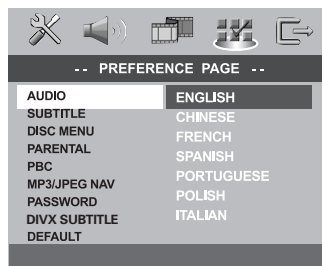 -- PREFERENCE PAGE --
AUDIO
SUBTITLE
DISC MENU
PARENTAL
PBC
MP3/JPEG NAV
PASSWORD
DIVX SUBTITLE
DEFAULT
ENGLISH
CHINESE
FRENCH
SPANISH
PORTUGUESE
POLISH
ITALIAN